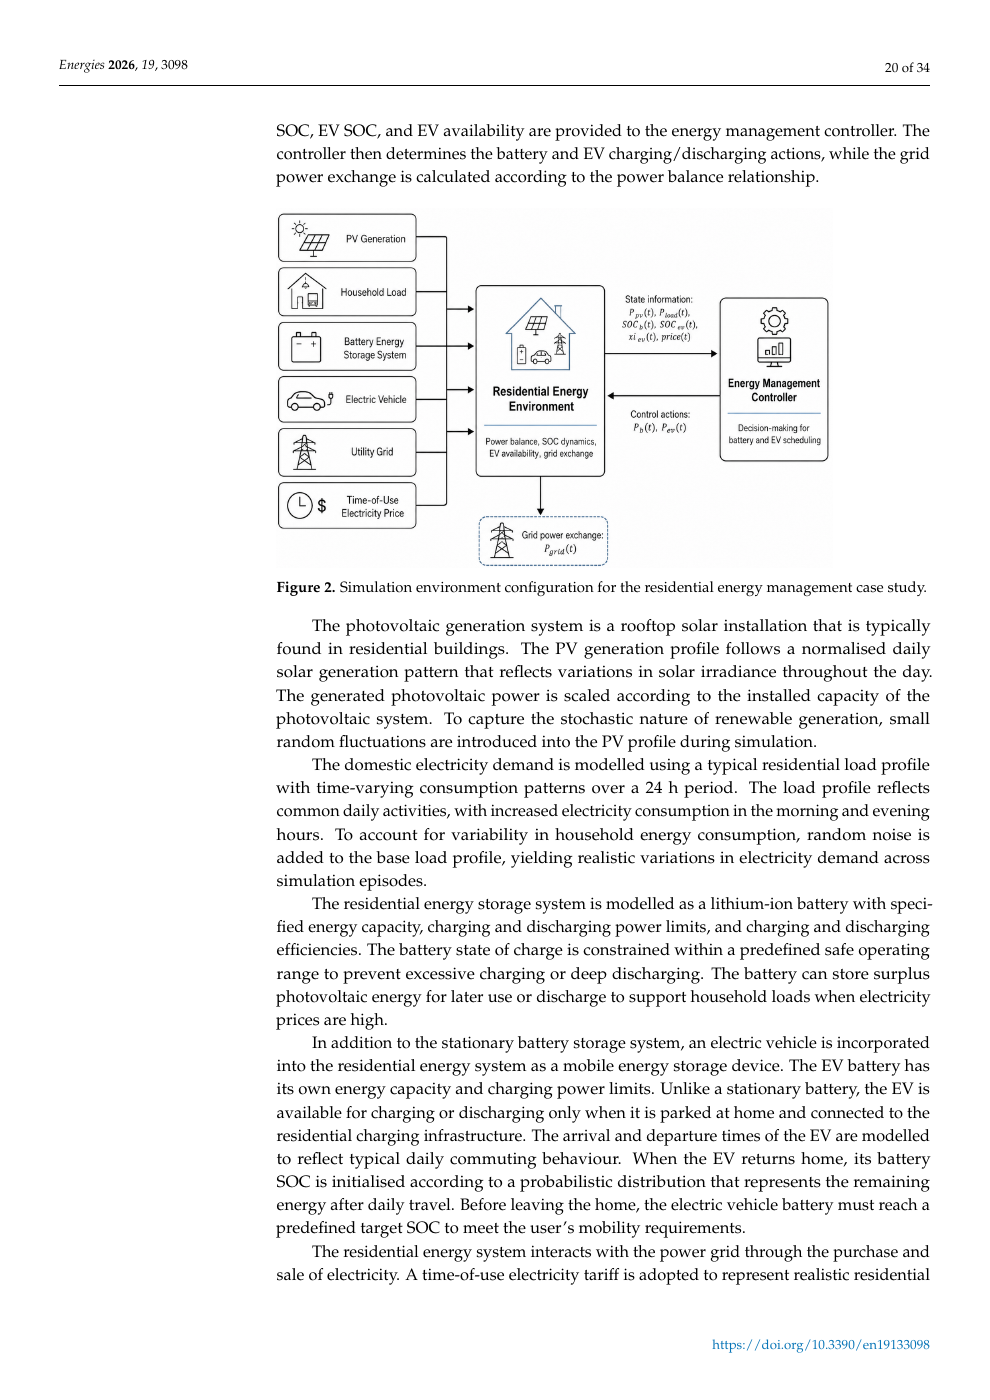 Energies 2026, 19, 3098
20 of 34
SOC, EV SOC, and EV availability are provided to the energy management controller. The
controller then determines the battery and EV charging/discharging actions, while the grid
power exchange is calculated according to the power balance relationship.
PV Generation
Household Load
Battery Energy
Storage System
Electric Vehicle
Utility Grid
$ Time-of-Use
Electricity Price
Residential Energy
Environment
Power balance, SOC dynamics,
EV availability, grid exchange
State information:
P_pv(t), P_load(t),
SOC_b(t), SOC_ev(t),
xi_ev(t), price(t)
Control actions:
P_b(t), P_ev(t)
Energy Management
Controller
Decision-making for
battery and EV scheduling
Grid power exchange:
P_grid(t)
Figure 2. Simulation environment configuration for the residential energy management case study.
The photovoltaic generation system is a rooftop solar installation that is typically
found in residential buildings. The PV generation profile follows a normalised daily
solar generation pattern that reflects variations in solar irradiance throughout the day.
The generated photovoltaic power is scaled according to the installed capacity of the
photovoltaic system. To capture the stochastic nature of renewable generation, small
random fluctuations are introduced into the PV profile during simulation.
The domestic electricity demand is modelled using a typical residential load profile
with time-varying consumption patterns over a 24 h period. The load profile reflects
common daily activities, with increased electricity consumption in the morning and evening
hours. To account for variability in household energy consumption, random noise is
added to the base load profile, yielding realistic variations in electricity demand across
simulation episodes.
The residential energy storage system is modelled as a lithium-ion battery with speci-
fied energy capacity, charging and discharging power limits, and charging and discharging
efficiencies. The battery state of charge is constrained within a predefined safe operating
range to prevent excessive charging or deep discharging. The battery can store surplus
photovoltaic energy for later use or discharge to support household loads when electricity
prices are high.
In addition to the stationary battery storage system, an electric vehicle is incorporated
into the residential energy system as a mobile energy storage device. The EV battery has
its own energy capacity and charging power limits. Unlike a stationary battery, the EV is
available for charging or discharging only when it is parked at home and connected to the
residential charging infrastructure. The arrival and departure times of the EV are modelled
to reflect typical daily commuting behaviour. When the EV returns home, its battery
SOC is initialised according to a probabilistic distribution that represents the remaining
energy after daily travel. Before leaving the home, the electric vehicle battery must reach a
predefined target SOC to meet the user's mobility requirements.
The residential energy system interacts with the power grid through the purchase and
sale of electricity. A time-of-use electricity tariff is adopted to represent realistic residential
https://doi.org/10.3390/en19133098